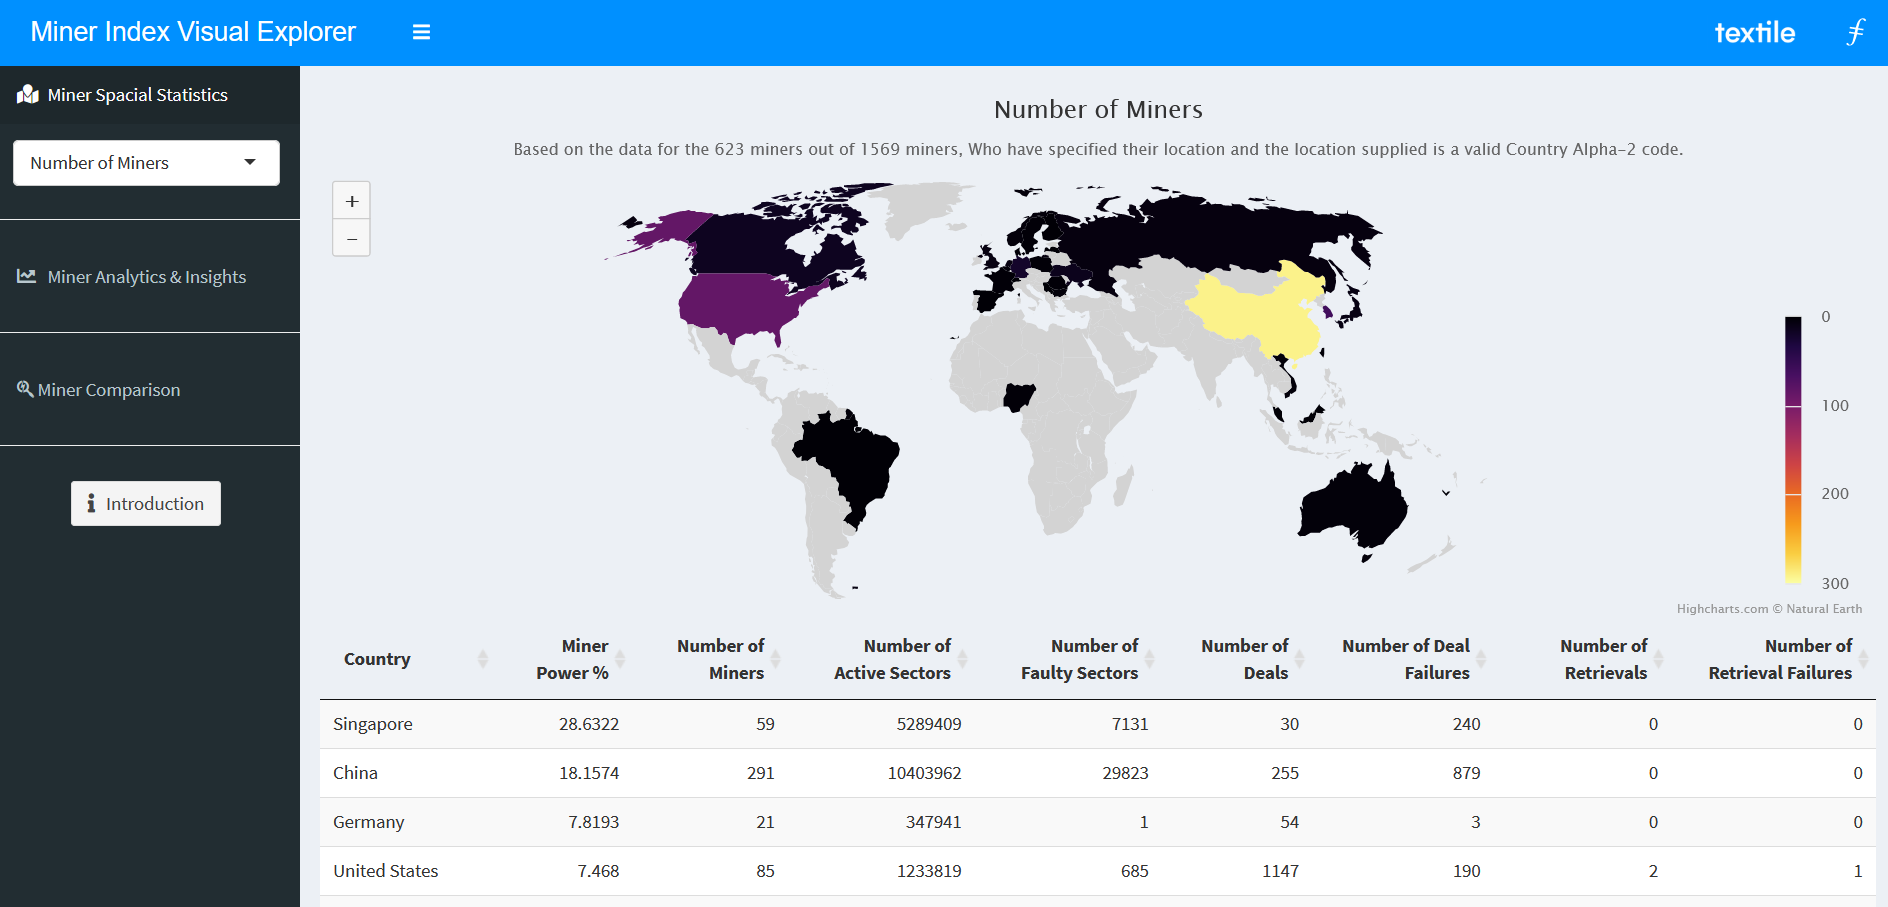 Miner Index Visual Explorer
textile
Miner Spacial Statistics
Number of Miners
Miner Analytics & Insights
Miner Comparison
Introduction
Number of Miners
Based on the data for the 623 miners out of 1569 miners, Who have specified their location and the location supplied is a valid Country Alpha-2 code.
+
−
0
100
200
300
Highcharts.com © Natural Earth
Country Miner Power % Number of Miners Number of Active Sectors Number of Faulty Sectors Number of Deals Number of Deal Failures Number of Retrievals Number of Retrieval Failures
Singapore 28.6322 59 5289409 7131 30 240 0 0
China 18.1574 291 10403962 29823 255 879 0 0
Germany 7.8193 21 347941 1 54 3 0 0
United States 7.468 85 1233819 685 1147 190 2 1